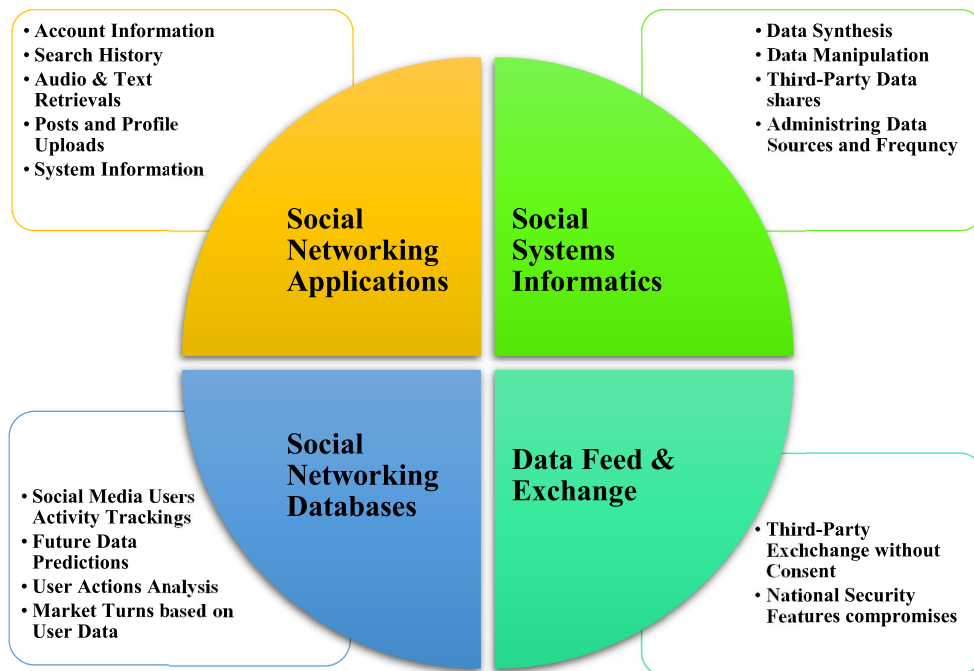 • Account Information
• Search History
• Audio & Text
Retrievals
• Posts and Profile
Uploads
• System Information
Social
Networking
Applications
• Data Synthesis
• Data Manipulation
• Third-Party Data
shares
• Administring Data
Sources and Frequncy
Social
Systems
Informatics
• Social Media Users
Activity Trackings
• Future Data
Predictions
• User Actions Analysis
• Market Turns based on
User Data
Social
Networking
Databases
Data Feed &
Exchange
• Third-Party
Exchchange without
Consent
• National Security
Features compromises